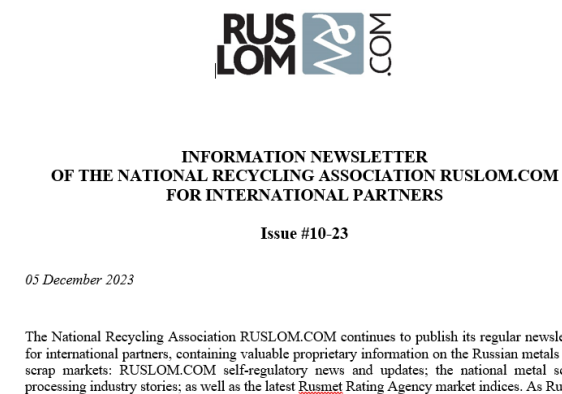 RUS
LOM
.COM
INFORMATION NEWSLETTER
OF THE NATIONAL RECYCLING ASSOCIATION RUSLOM.COM
FOR INTERNATIONAL PARTNERS
Issue #10-23
05 December 2023
The National Recycling Association RUSLOM.COM continues to publish its regular newsle
for international partners, containing valuable proprietary information on the Russian metals
scrap markets: RUSLOM.COM self-regulatory news and updates; the national metal sc
processing industry stories; as well as the latest Rusmet Rating Agency market indices. As Ru